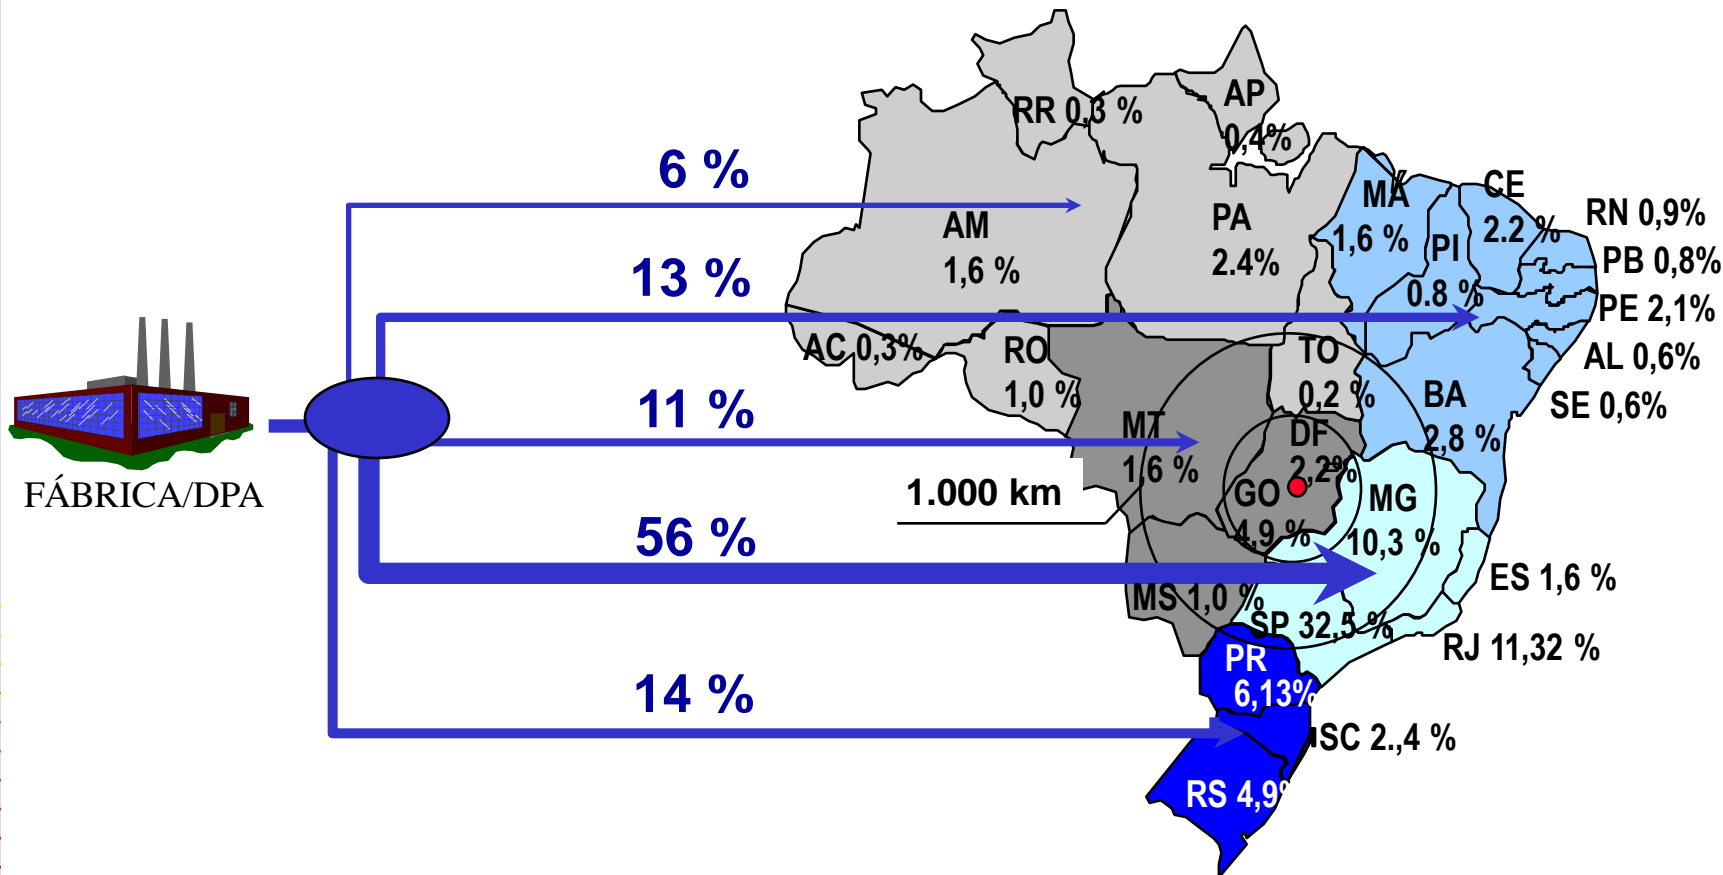 AP
RR 0,3 %
0,4%
6 %
MA
CE
1,6 %
2.2 %
RN 0,9%
AM
1,6 %
PA
2.4%
PI
0.8 %
PB 0,8%
13 %
PE 2,1%
AC 0,3%
RO
1,0 %
TO
0,2 %
AL 0,6%
BA
2,8 %
SE 0,6%
11 %
MT
1,6 %
DF
2,2%
FÁBRICA/DPA
1.000 km
GO
4,9 %
MG
10,3 %
56 %
ES 1,6 %
MS 1,0 %
SP 32,5 %
RJ 11,32 %
PR
6,13%
14 %
SC 2.,4 %
RS 4,9%